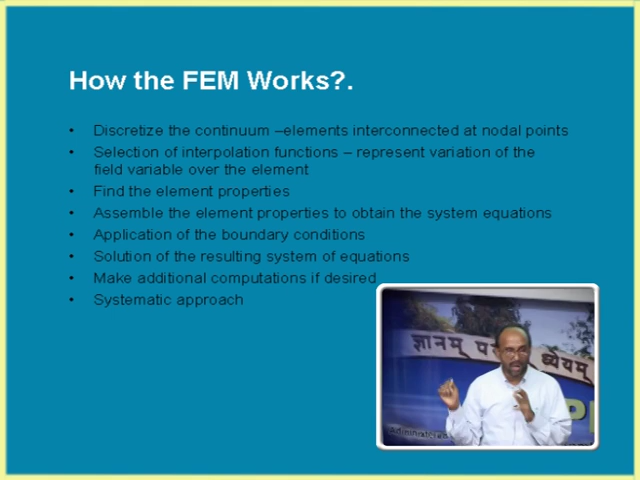 How the FEM Works?.
• Discretize the continuum –elements interconnected at nodal points
• Selection of interpolation functions – represent variation of the
field variable over the element
• Find the element properties
• Assemble the element properties to obtain the system equations
• Application of the boundary conditions
• Solution of the resulting system of equations
• Make additional computations if desired
• Systematic approach
ज्ञानम् ध्येयम्